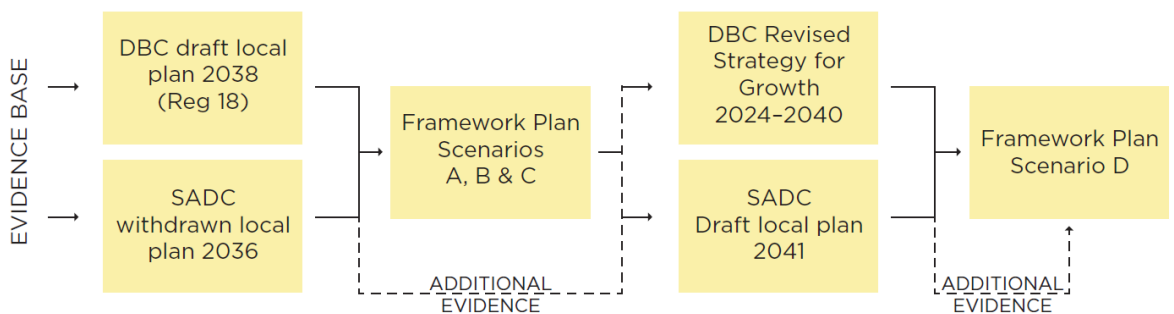 EVIDENCE BASE
DBC draft local
plan 2038
(Reg 18)
SADC
withdrawn local
plan 2036
Framework Plan
Scenarios
A, B & C
ADDITIONAL
EVIDENCE
DBC Revised
Strategy for
Growth
2024–2040
SADC
Draft local plan
2041
ADDITIONAL
EVIDENCE
Framework Plan
Scenario D